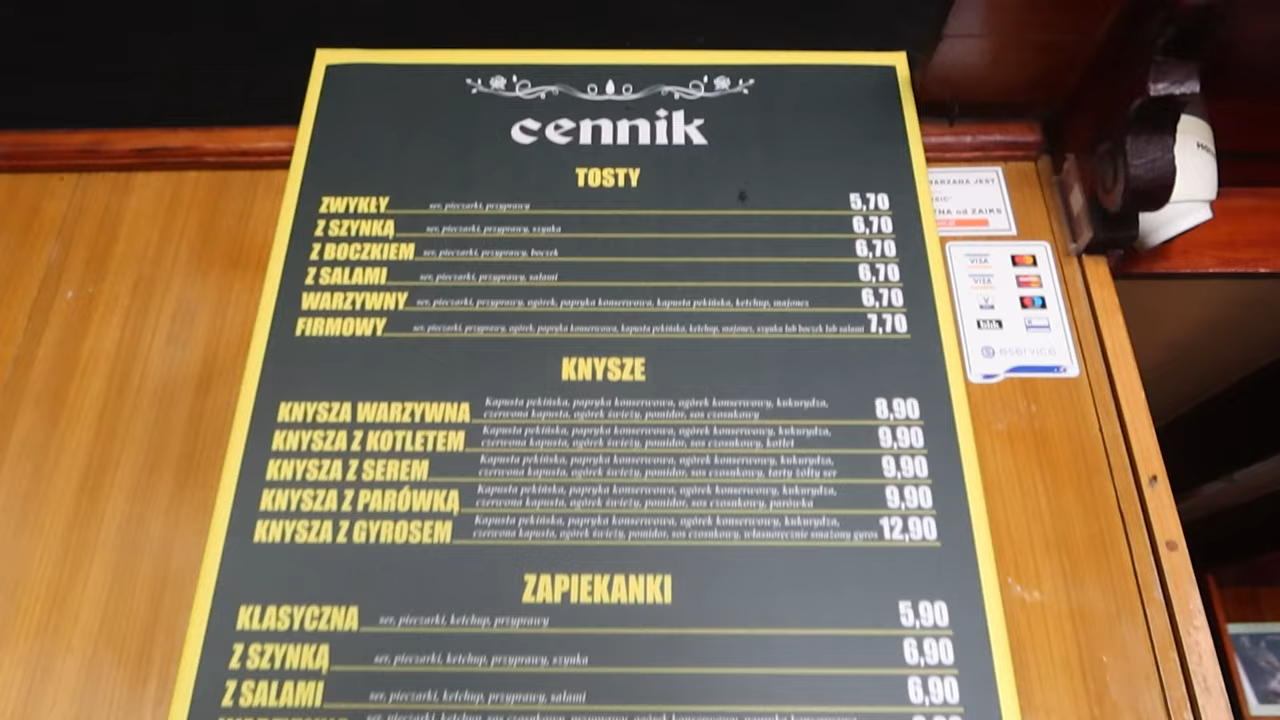 cennik
TOSTY
ZWYKŁY ser, pieczarki, przyprawy 5,70
Z SZYNKĄ ser, pieczarki, przyprawy, szynka 6,70
Z BOCZKIEM ser, pieczarki, przyprawy, boczek 6,70
Z SALAMI ser, pieczarki, przyprawy, salami 6,70
WARZYWNY ser, pieczarki, przyprawy, ogórek, papryka konserwowa, kapusta pekińska, ketchup, majonez 6,70
FIRMOWY ser, pieczarki, przyprawy, ogórek, papryka konserwowa, kapusta pekińska, ketchup, majonez, szynka lub boczek lub salami 7,70
KNYSZE
KNYSZA WARZYWNA Kapusta pekińska, papryka konserwowa, ogórek konserwowy, kukurydza,
czerwona kapusta, ogórek świeży, pomidor, sos czosnkowy 8,90
KNYSZA Z KOTLETEM Kapusta pekińska, papryka konserwowa, ogórek konserwowy, kukurydza,
czerwona kapusta, ogórek świeży, pomidor, sos czosnkowy, kotlet 9,90
KNYSZA Z SEREM Kapusta pekińska, papryka konserwowa, ogórek konserwowy, kukurydza,
czerwona kapusta, ogórek świeży, pomidor, sos czosnkowy, tarty żółty ser 9,90
KNYSZA Z PARÓWKĄ Kapusta pekińska, papryka konserwowa, ogórek konserwowy, kukurydza,
czerwona kapusta, ogórek świeży, pomidor, sos czosnkowy, parówka 9,90
KNYSZA Z GYROSEM Kapusta pekińska, papryka konserwowa, ogórek konserwowy, kukurydza,
czerwona kapusta, ogórek świeży, pomidor, sos czosnkowy, własnoręcznie smażony gyros 12,90
ZAPIEKANKI
KLASYCZNA ser, pieczarki, ketchup, przyprawy 5,90
Z SZYNKĄ ser, pieczarki, ketchup, przyprawy, szynka 6,90
Z SALAMI ser, pieczarki, ketchup, przyprawy, salami 6,90
JEST
od ZAIKS
VISA
VISA
blik
eservice